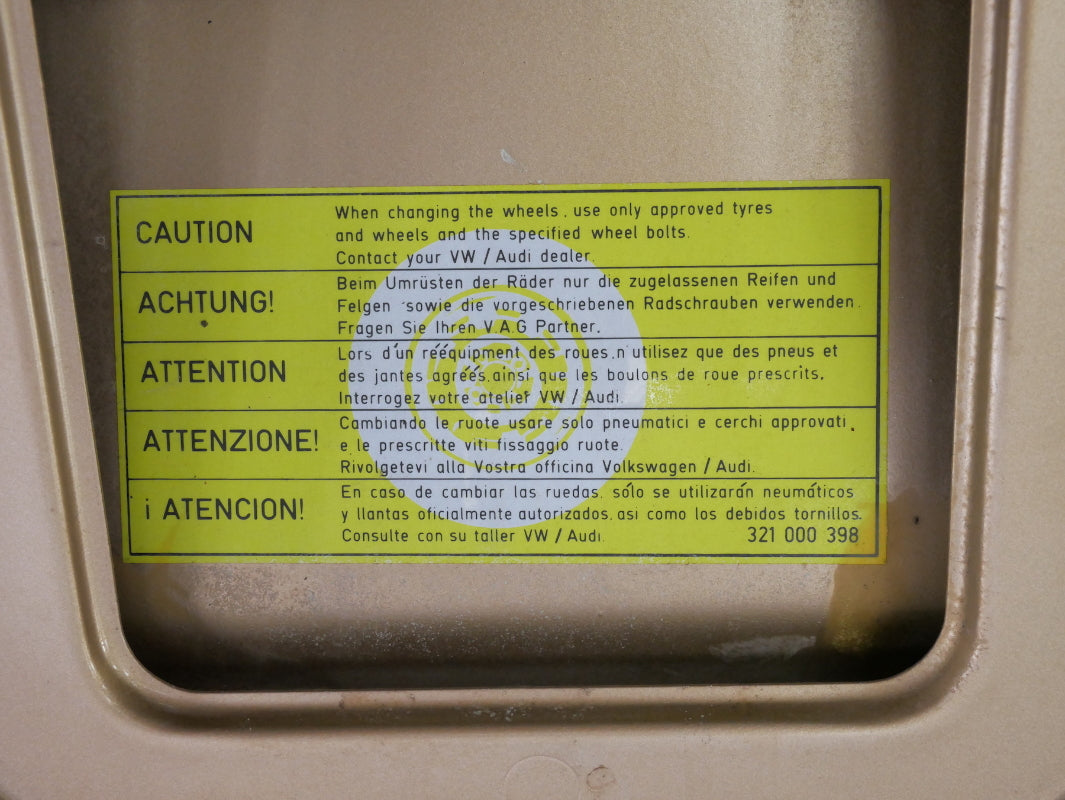 CAUTION
When changing the wheels, use only approved tyres
and wheels and the specified wheel bolts.
Contact your VW / Audi dealer.
ACHTUNG!
Beim Umrüsten der Räder nur die zugelassenen Reifen und
Felgen sowie die vorgeschriebenen Radschrauben verwenden.
Fragen Sie Ihren V.A.G Partner.
ATTENTION
Lors d'un rééquipment des roues, n'utilisez que des pneus et
des jantes agréés, ainsi que les boulons de roue prescrits.
Interrogez votre atelier VW / Audi.
ATTENZIONE!
Cambiando le ruote usare solo pneumatici e cerchi approvati,
e le prescritte viti fissaggio ruote.
Rivolgetevi alla Vostra officina Volkswagen / Audi.
¡ ATENCION!
En caso de cambiar las ruedas, sólo se utilizarán neumáticos
y llantas oficialmente autorizados, asi como los debidos tornillos.
Consulte con su taller VW / Audi.
321 000 398